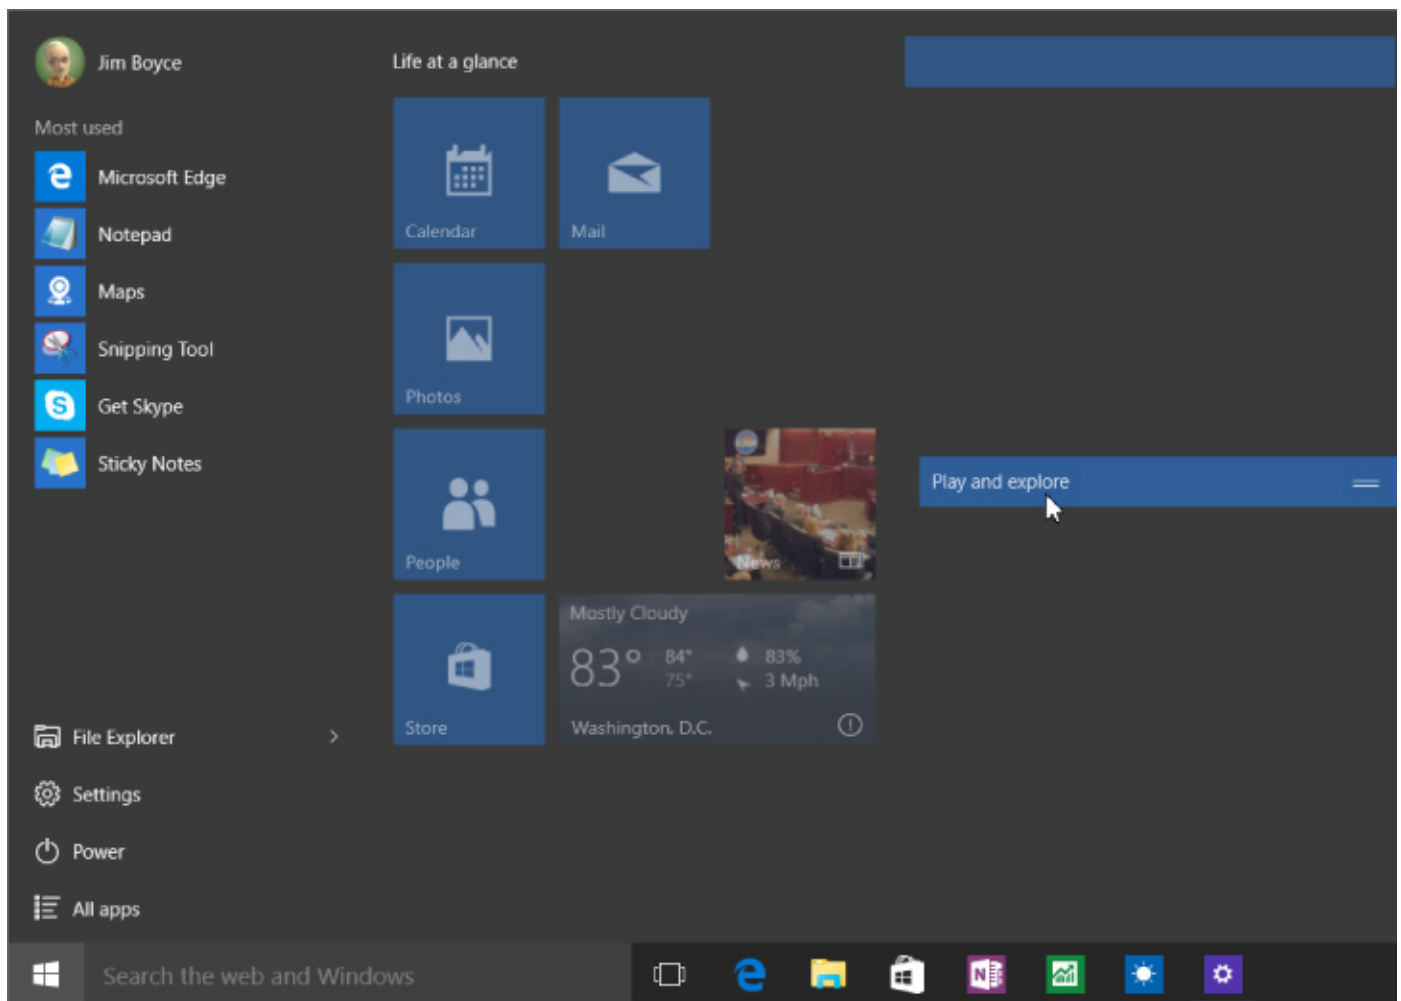 Jim Boyce
Most used
Microsoft Edge
Notepad
Maps
Snipping Tool
Get Skype
Sticky Notes
File Explorer
Settings
Power
All apps
Life at a glance
Calendar
Mail
Photos
People
News
Store
Mostly Cloudy
83° 84° 83%
75° 3 Mph
Washington, D.C.
Play and explore
Search the web and Windows